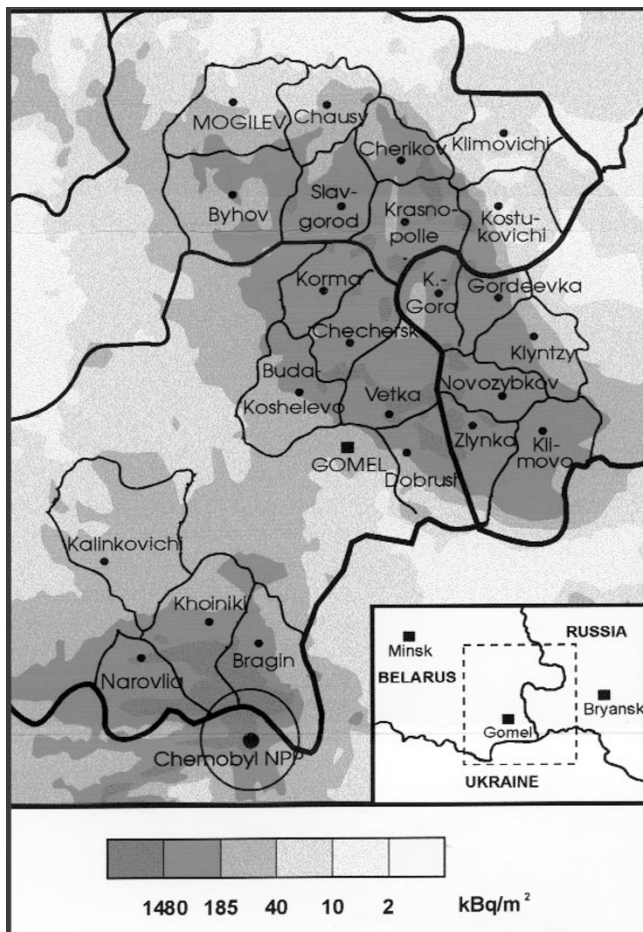 MOGILEV
Chausy
Cherikov
Klimovichi
Byhov
Slav-
gorod
Krasno-
polle
Kostu-
kovichi
Korma
K.-
Gora
Gordeevka
Chechersk
Klyntzy
Buda-
Koshelevo
Vetka
Novozybkov
Zlynka
Kli-
movo
GOMEL
Dobrush
Kalinkovichi
Khoiniki
Bragin
Narovlia
Chernobyl NPP
Minsk
RUSSIA
BELARUS
Bryansk
Gomel
UKRAINE
1480 185 40 10 2 kBq/m²